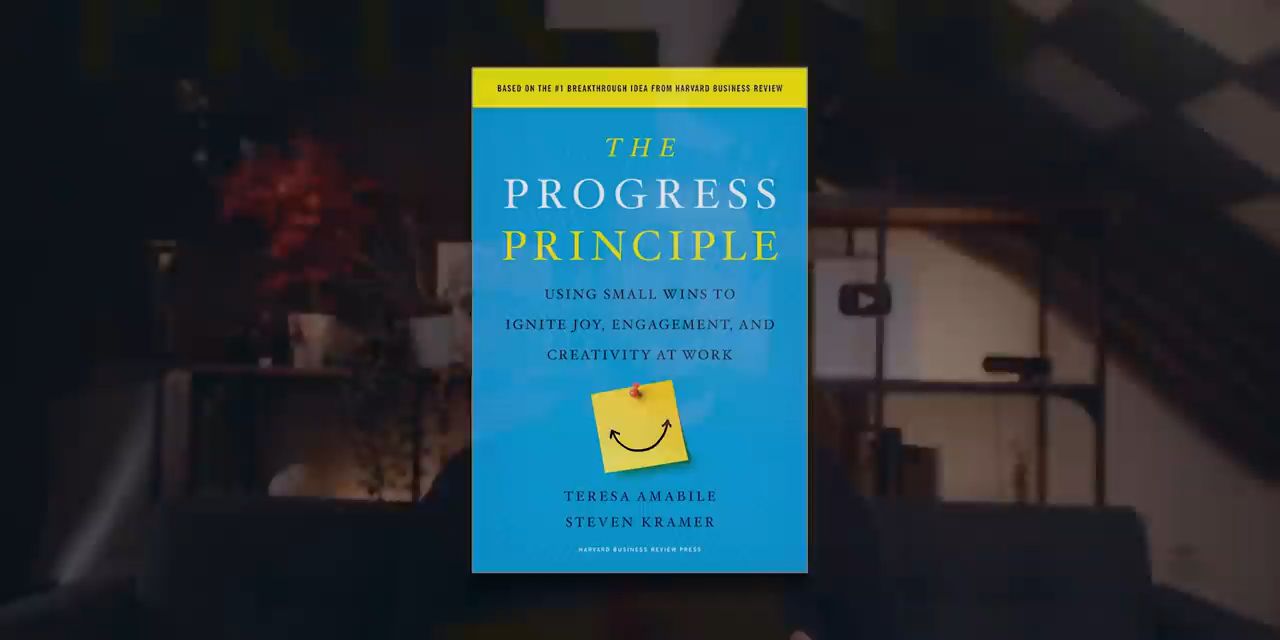 BASED ON THE #1 BREAKTHROUGH IDEA FROM HARVARD BUSINESS REVIEW
THE
PROGRESS
PRINCIPLE
USING SMALL WINS TO
IGNITE JOY, ENGAGEMENT, AND
CREATIVITY AT WORK
TERESA AMABILE
STEVEN KRAMER
HARVARD BUSINESS REVIEW PRESS